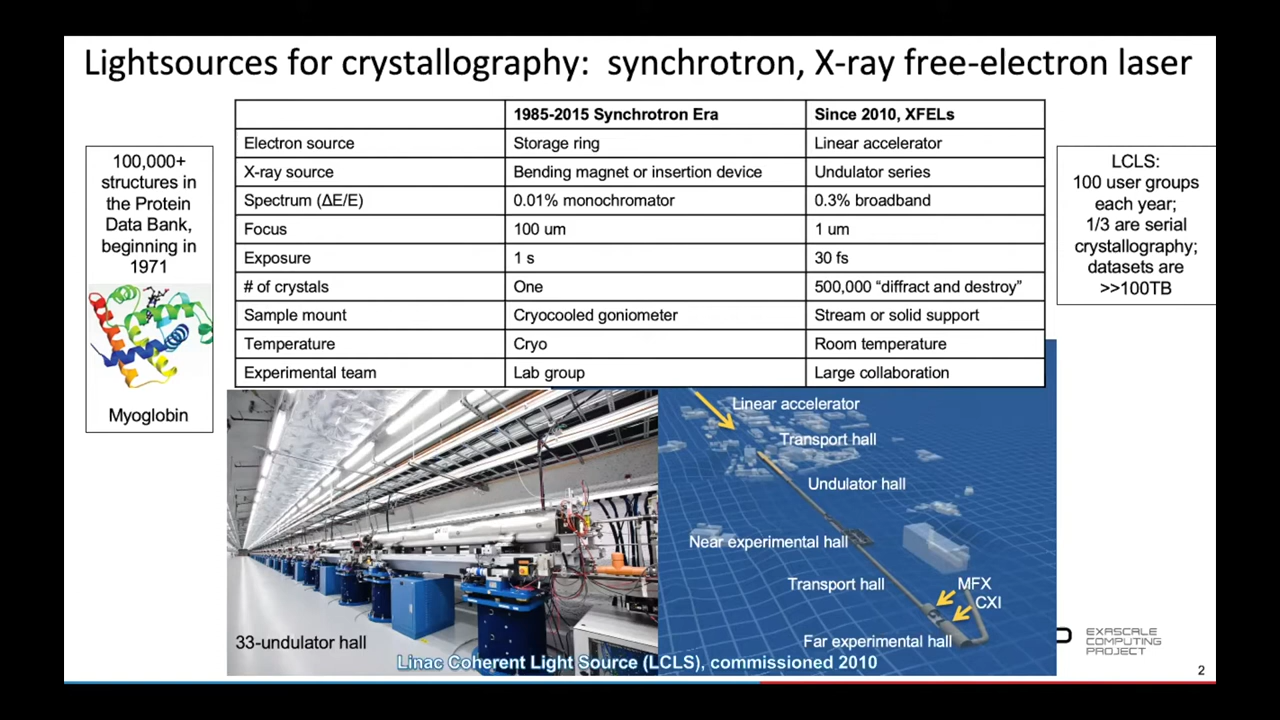 Lightsources for crystallography: synchrotron, X-ray free-electron laser
1985-2015 Synchrotron Era Since 2010, XFELs
Electron source Storage ring Linear accelerator
X-ray source Bending magnet or insertion device Undulator series
Spectrum (ΔE/E) 0.01% monochromator 0.3% broadband
Focus 100 um 1 um
Exposure 1 s 30 fs
# of crystals One 500,000 “diffract and destroy”
Sample mount Cryocooled goniometer Stream or solid support
Temperature Cryo Room temperature
Experimental team Lab group Large collaboration
100,000+
structures in
the Protein
Data Bank,
beginning in
1971
Myoglobin
LCLS:
100 user groups
each year;
1/3 are serial
crystallography;
datasets are
>>100TB
33-undulator hall
Linear accelerator
Transport hall
Undulator hall
Near experimental hall
Transport hall
MFX
CXI
Far experimental hall
Linac Coherent Light Source (LCLS), commissioned 2010
EXASCALE
COMPUTING
PROJECT
2